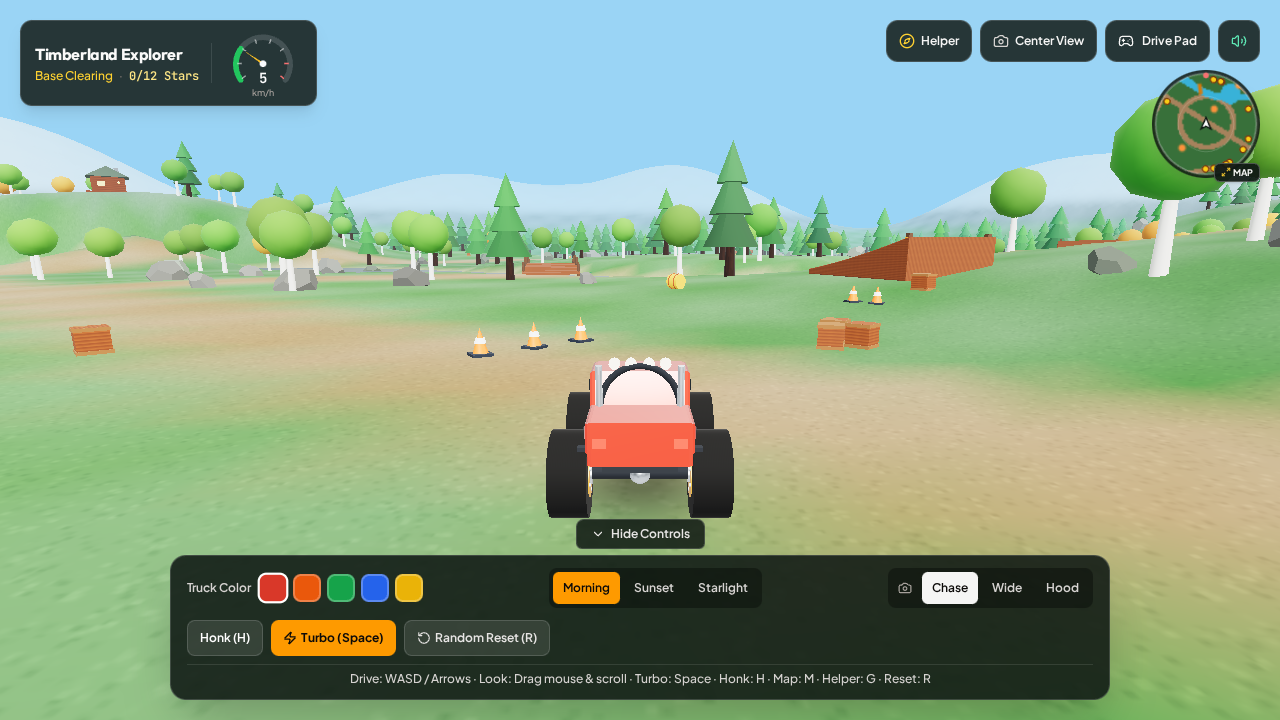 Timberland Explorer
Base Clearing · 0/12 Stars
5
km/h
Helper
Center View
Drive Pad
MAP
Hide Controls
Truck Color
Morning
Sunset
Starlight
Chase
Wide
Hood
Honk (H)
Turbo (Space)
Random Reset (R)
Drive: WASD / Arrows · Look: Drag mouse & scroll · Turbo: Space · Honk: H · Map: M · Helper: G · Reset: R